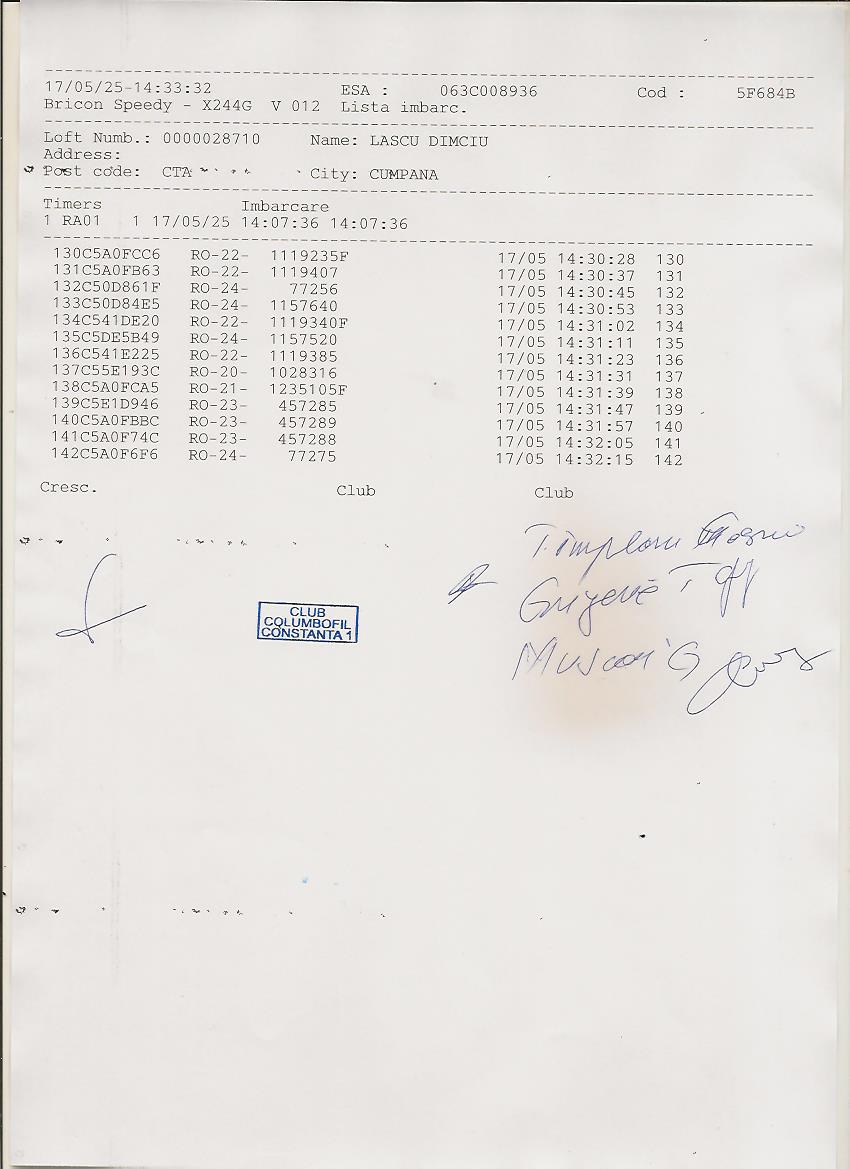 17/05/25-14:33:32 ESA : 063C008936 Cod : 5F684B
Bricon Speedy - X244G V 012 Lista imbarc.
Loft Numb.: 0000028710 Name: LASCU DIMCIU
Address:
Post code: CTA City: CUMPANA
Timers Imbarcare
1 RA01 1 17/05/25 14:07:36 14:07:36
130C5A0FCC6 RO-22- 1119235F 17/05 14:30:28 130
131C5A0FB63 RO-22- 1119407 17/05 14:30:37 131
132C50D861F RO-24- 77256 17/05 14:30:45 132
133C50D84E5 RO-24- 1157640 17/05 14:30:53 133
134C541DE20 RO-22- 1119340F 17/05 14:31:02 134
135C5DE5B49 RO-24- 1157520 17/05 14:31:11 135
136C541E225 RO-22- 1119385 17/05 14:31:23 136
137C55E193C RO-20- 1028316 17/05 14:31:31 137
138C5A0FCA5 RO-21- 1235105F 17/05 14:31:39 138
139C5E1D946 RO-23- 457285 17/05 14:31:47 139
140C5A0FBBC RO-23- 457289 17/05 14:31:57 140
141C5A0F74C RO-23- 457288 17/05 14:32:05 141
142C5A0F6F6 RO-24- 77275 17/05 14:32:15 142
Cresc. Club Club
CLUB
COLUMBOFIL
CONSTANTA 1